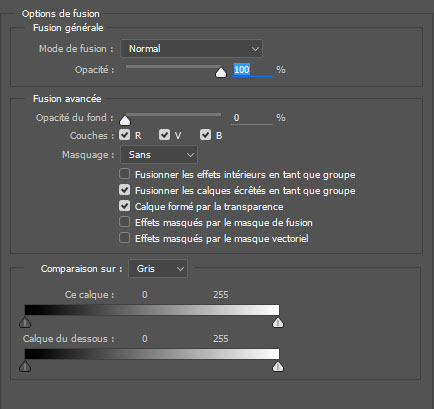 Options de fusion
Fusion générale
Mode de fusion : Normal
Opacité : 100 %
Fusion avancée
Opacité du fond : 0 %
Couches : R V B
Masquage : Sans
Fusionner les effets intérieurs en tant que groupe
Fusionner les calques écrêtés en tant que groupe
Calque formé par la transparence
Effets masqués par le masque de fusion
Effets masqués par le masque vectoriel
Comparaison sur : Gris
Ce calque : 0 255
Calque du dessous : 0 255